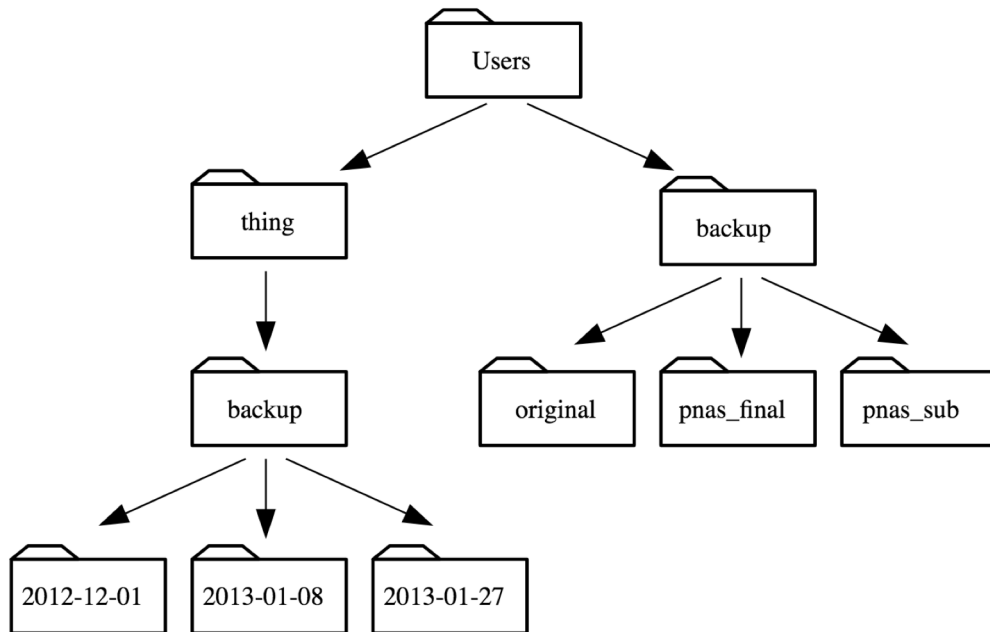 Users
thing
backup
backup
original
pnas_final
pnas_sub
2012-12-01
2013-01-08
2013-01-27